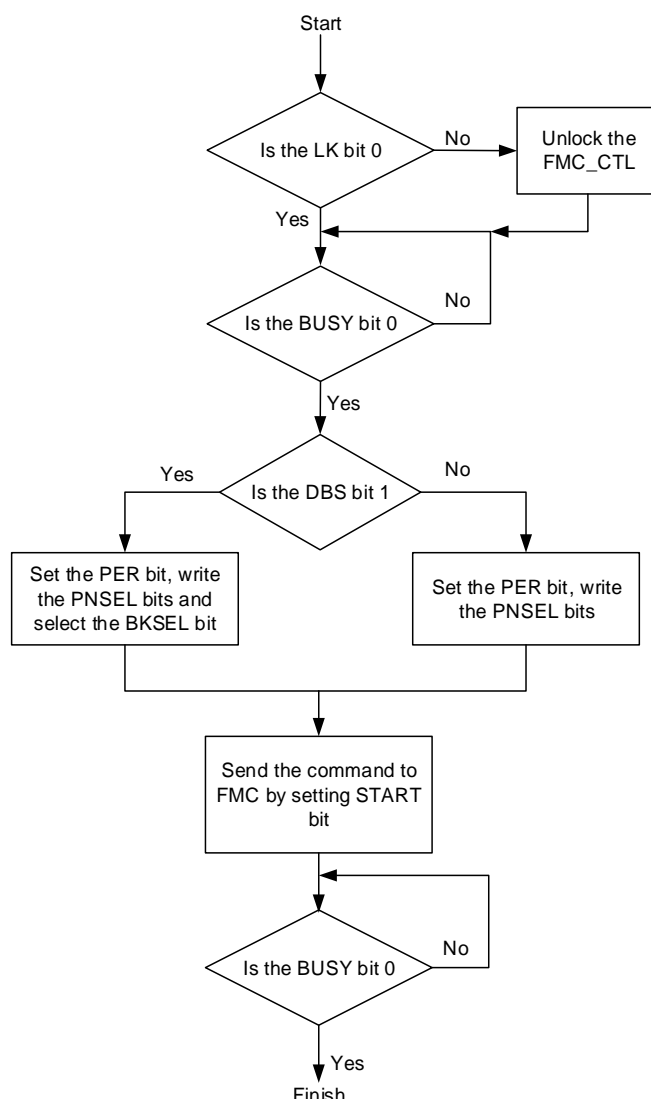 Start
Is the LK bit 0
No
Unlock the
FMC_CTL
Yes
Is the BUSY bit 0
No
Yes
Is the DBS bit 1
Yes
No
Set the PER bit, write
the PNSEL bits and
select the BKSEL bit
Set the PER bit, write
the PNSEL bits
Send the command to
FMC by setting START
bit
Is the BUSY bit 0
No
Yes
Finish